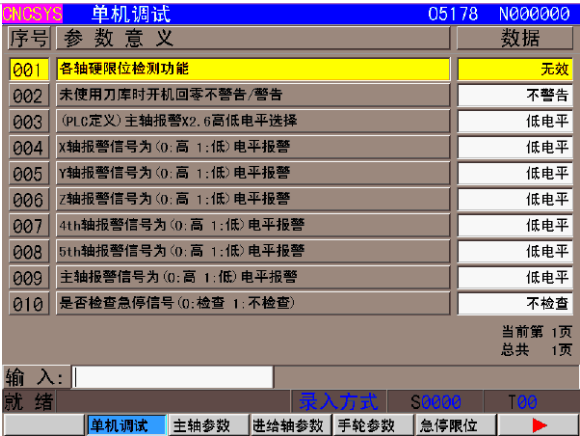 CNCSYS 单机调试 O5178 N000000
序号 参数意义 数据
001 各轴硬限位检测功能 无效
002 未使用刀库时开机回零不警告/警告 不警告
003 (PLC定义)主轴报警X2.6高低电平选择 低电平
004 X轴报警信号为(0:高 1:低)电平报警 低电平
005 Y轴报警信号为(0:高 1:低)电平报警 低电平
006 Z轴报警信号为(0:高 1:低)电平报警 低电平
007 4th轴报警信号为(0:高 1:低)电平报警 低电平
008 5th轴报警信号为(0:高 1:低)电平报警 低电平
009 主轴报警信号为(0:高 1:低)电平报警 低电平
010 是否检查急停信号(0:检查 1:不检查) 不检查
当前第 1页
总共 1页
输入:
就绪 录入方式 S0000 T00
单机调试 主轴参数 进给轴参数 手轮参数 急停限位